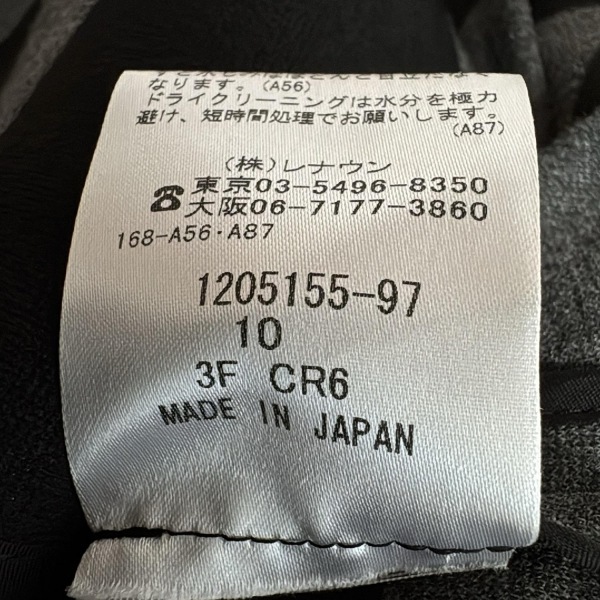 なります。(A56)
ドライクリーニングは水分を極力
避け、短時間処理でお願いします。
(A87)
(株)レナウン
☎東京03-5496-8350
大阪06-7177-3860
168-A56・A87
1205155-97
10
3F CR6
MADE IN JAPAN